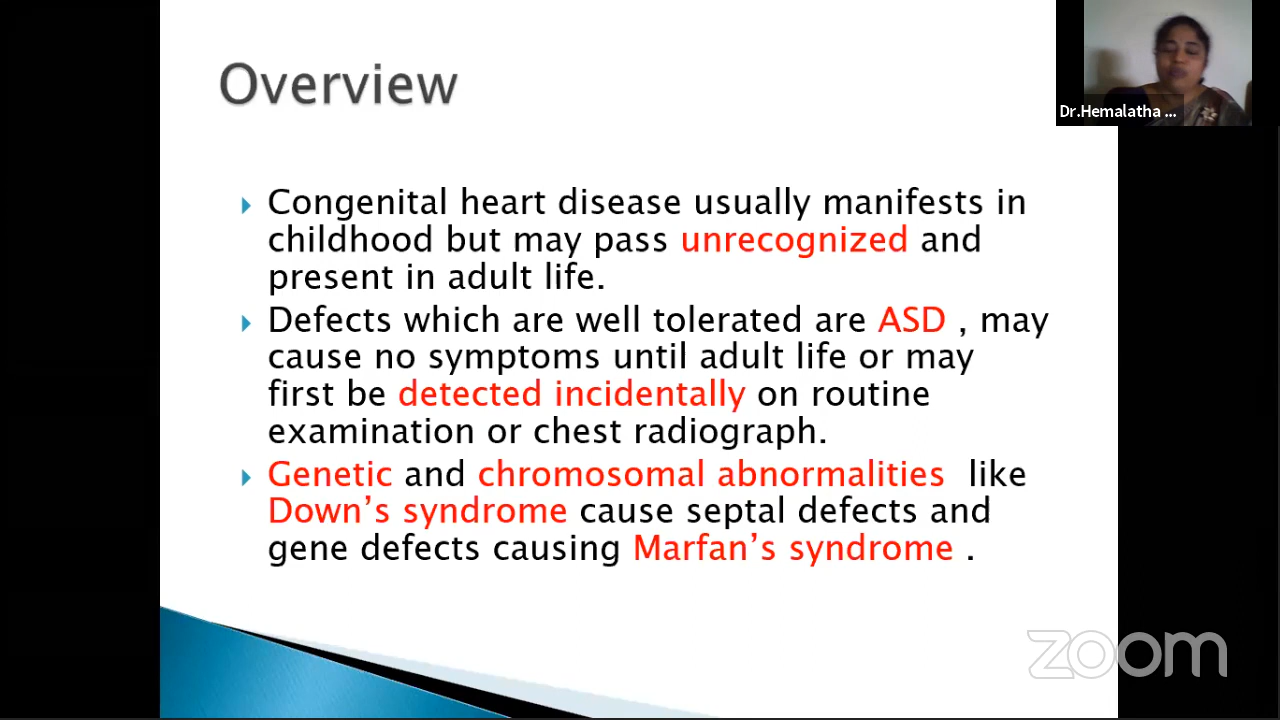 Overview
Dr.Hemalatha ...
Congenital heart disease usually manifests in
childhood but may pass unrecognized and
present in adult life.
Defects which are well tolerated are ASD , may
cause no symptoms until adult life or may
first be detected incidentally on routine
examination or chest radiograph.
Genetic and chromosomal abnormalities like
Down’s syndrome cause septal defects and
gene defects causing Marfan’s syndrome .
zoom